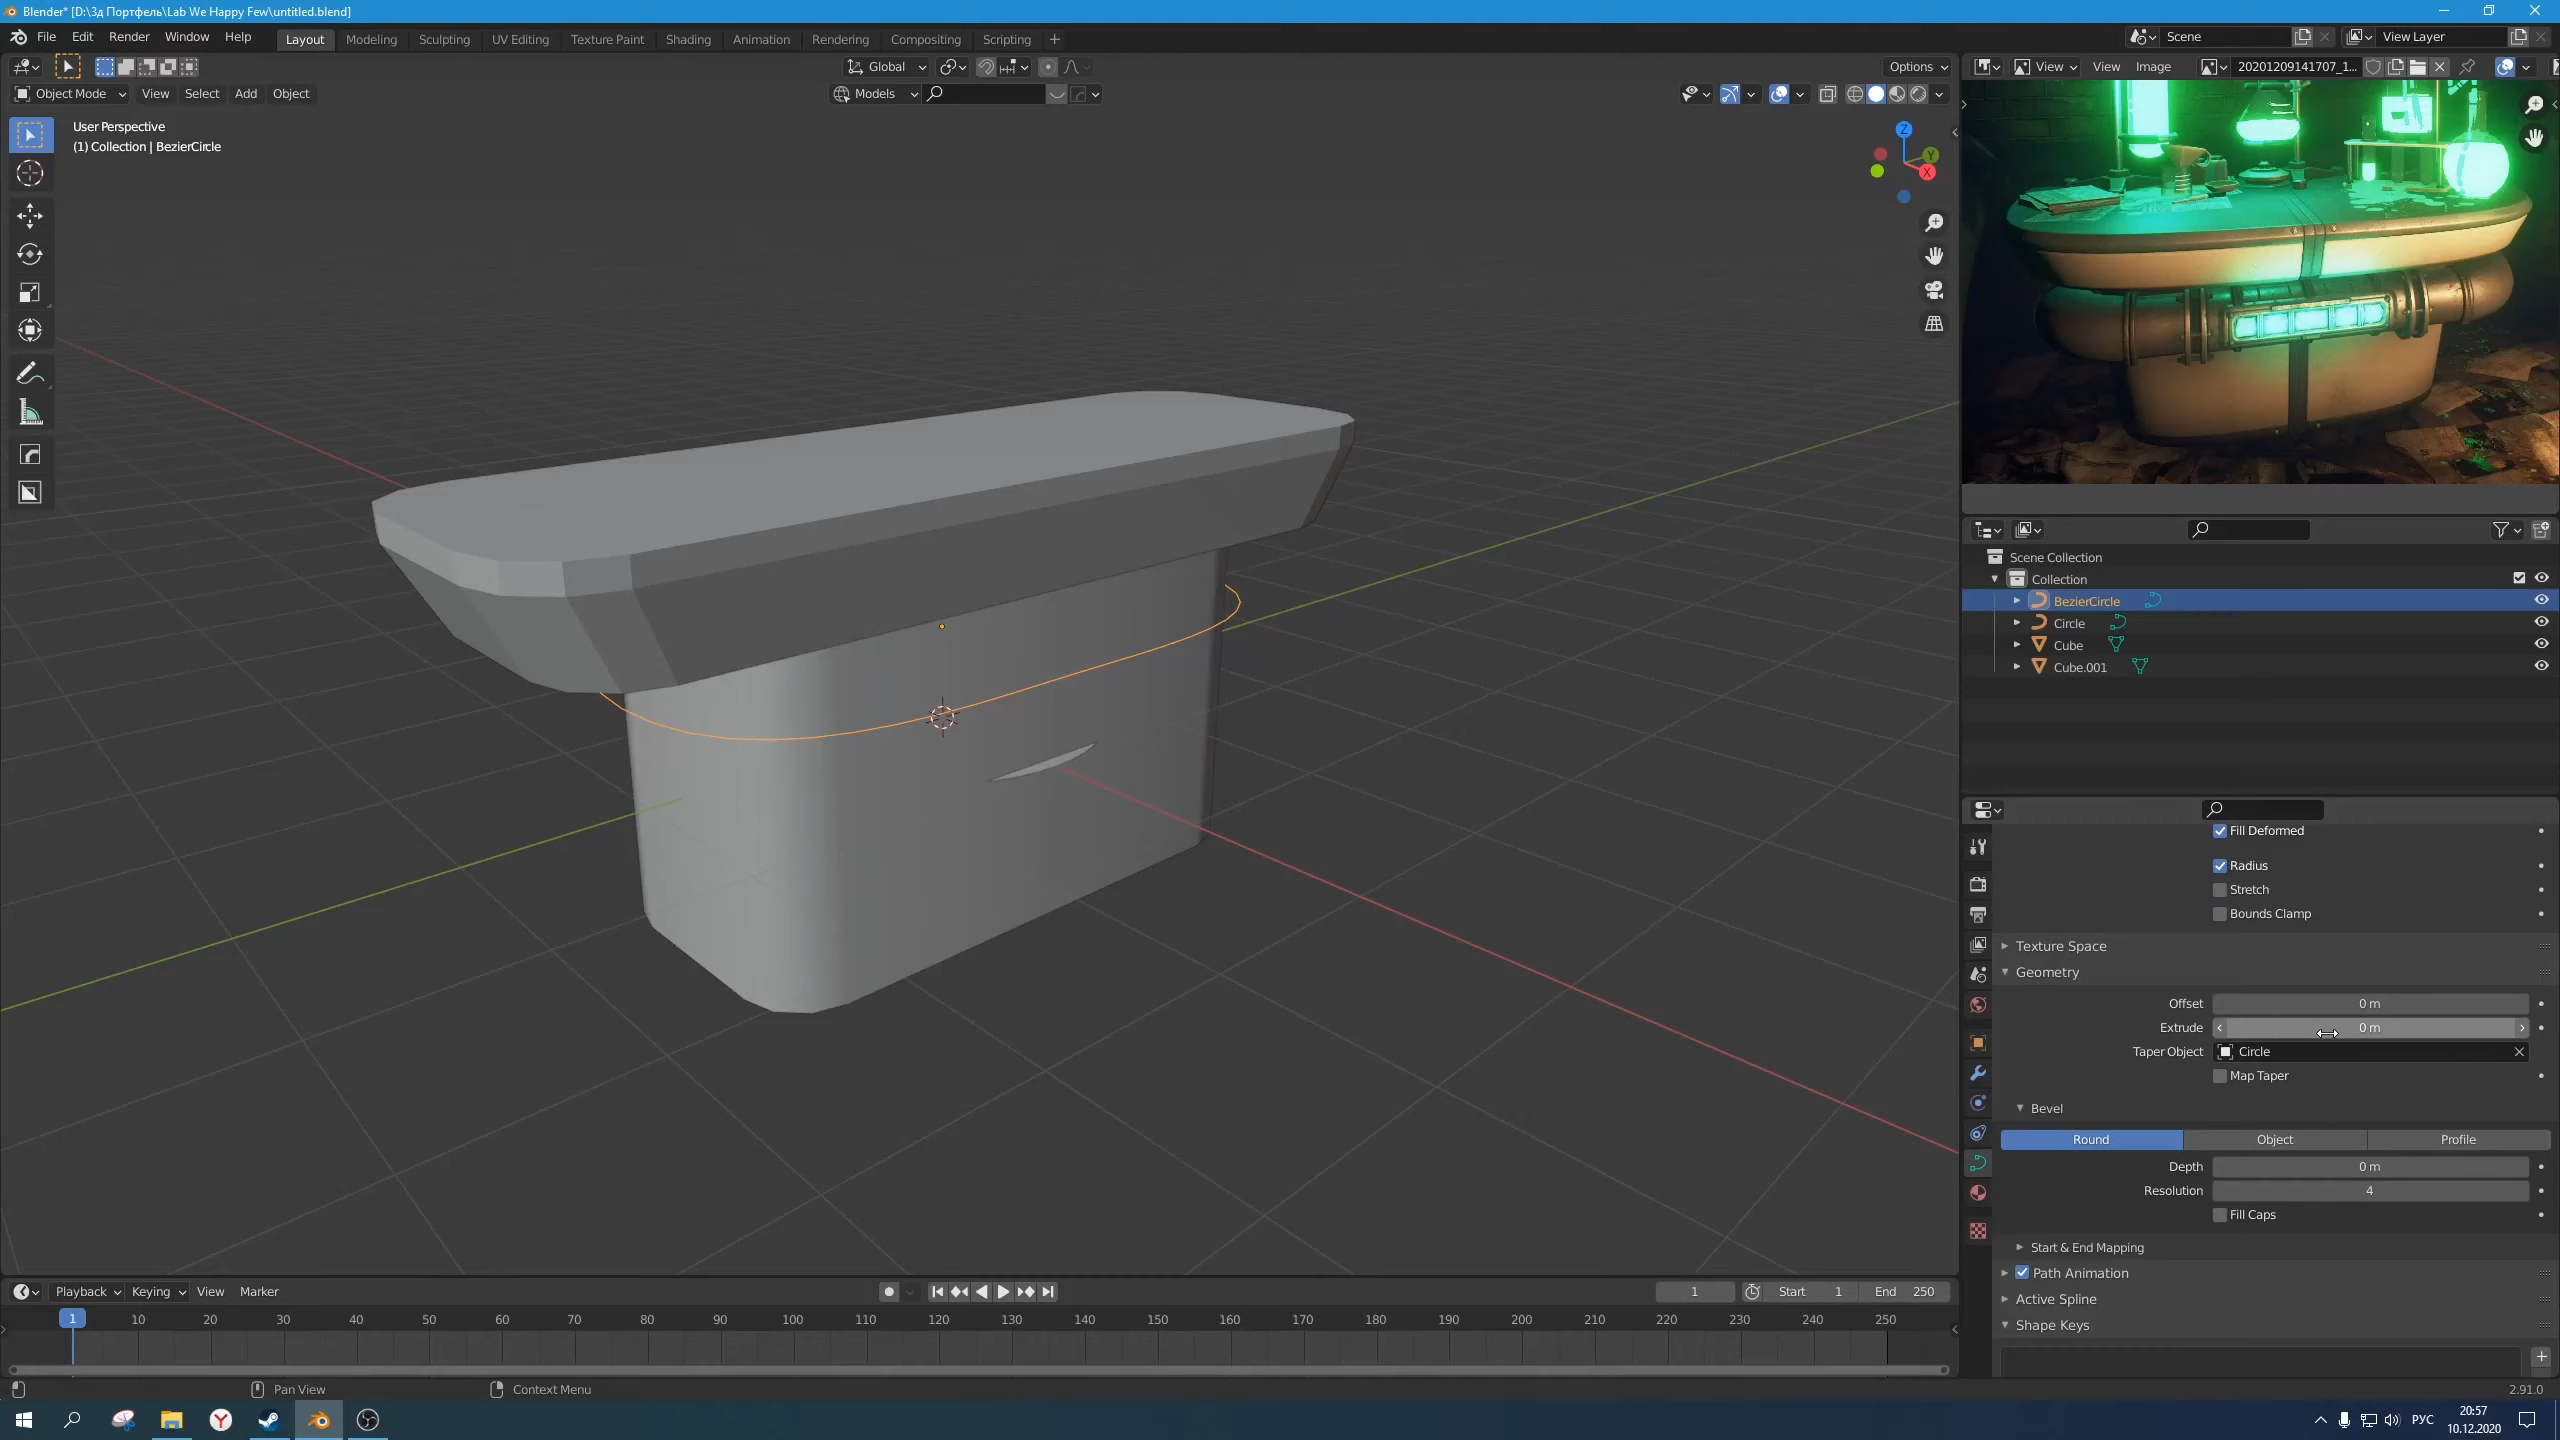 Blender* [D:\3д Портфель\Lab We Happy Few\untitled.blend]
File Edit Render Window Help Layout Modeling Sculpting UV Editing Texture Paint Shading Animation Rendering Compositing Scripting + Scene View Layer
Global Options View View Image 20201209141707_1...
Object Mode View Select Add Object Models
User Perspective
(1) Collection | BezierCircle
Z
Y
X
Scene Collection
Collection
BezierCircle
Circle
Cube
Cube.001
Fill Deformed
Radius
Stretch
Bounds Clamp
Texture Space
Geometry
Offset 0 m
Extrude 0 m
Taper Object Circle
Map Taper
Bevel
Round Object Profile
Depth 0 m
Resolution 4
Fill Caps
Start & End Mapping
Path Animation
Active Spline
Shape Keys
Playback Keying View Marker 1 Start 1 End 250
1 10 20 30 40 50 60 70 80 90 100 110 120 130 140 150 160 170 180 190 200 210 220 230 240 250
Pan View Context Menu 2.91.0
РУС 20:57
10.12.2020